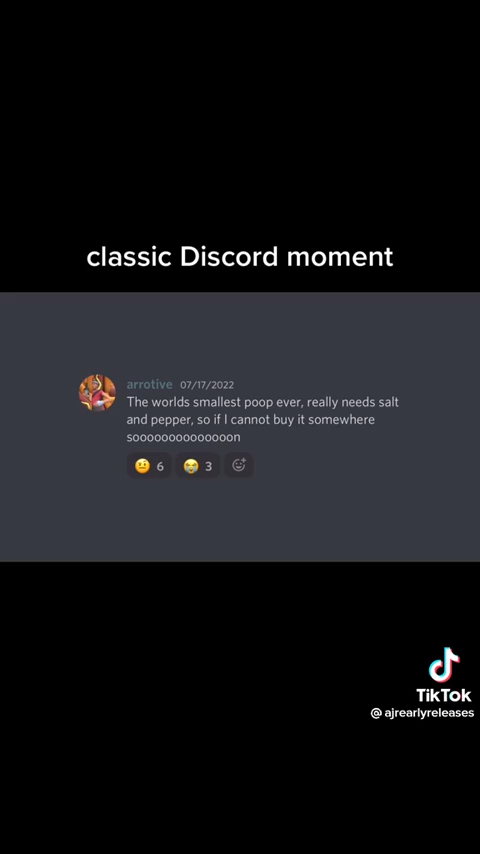 classic Discord moment
arrotive 07/17/2022
The worlds smallest poop ever, really needs salt
and pepper, so if I cannot buy it somewhere
soooooooooooooon
6 3
TikTok
@ ajrearlyreleases